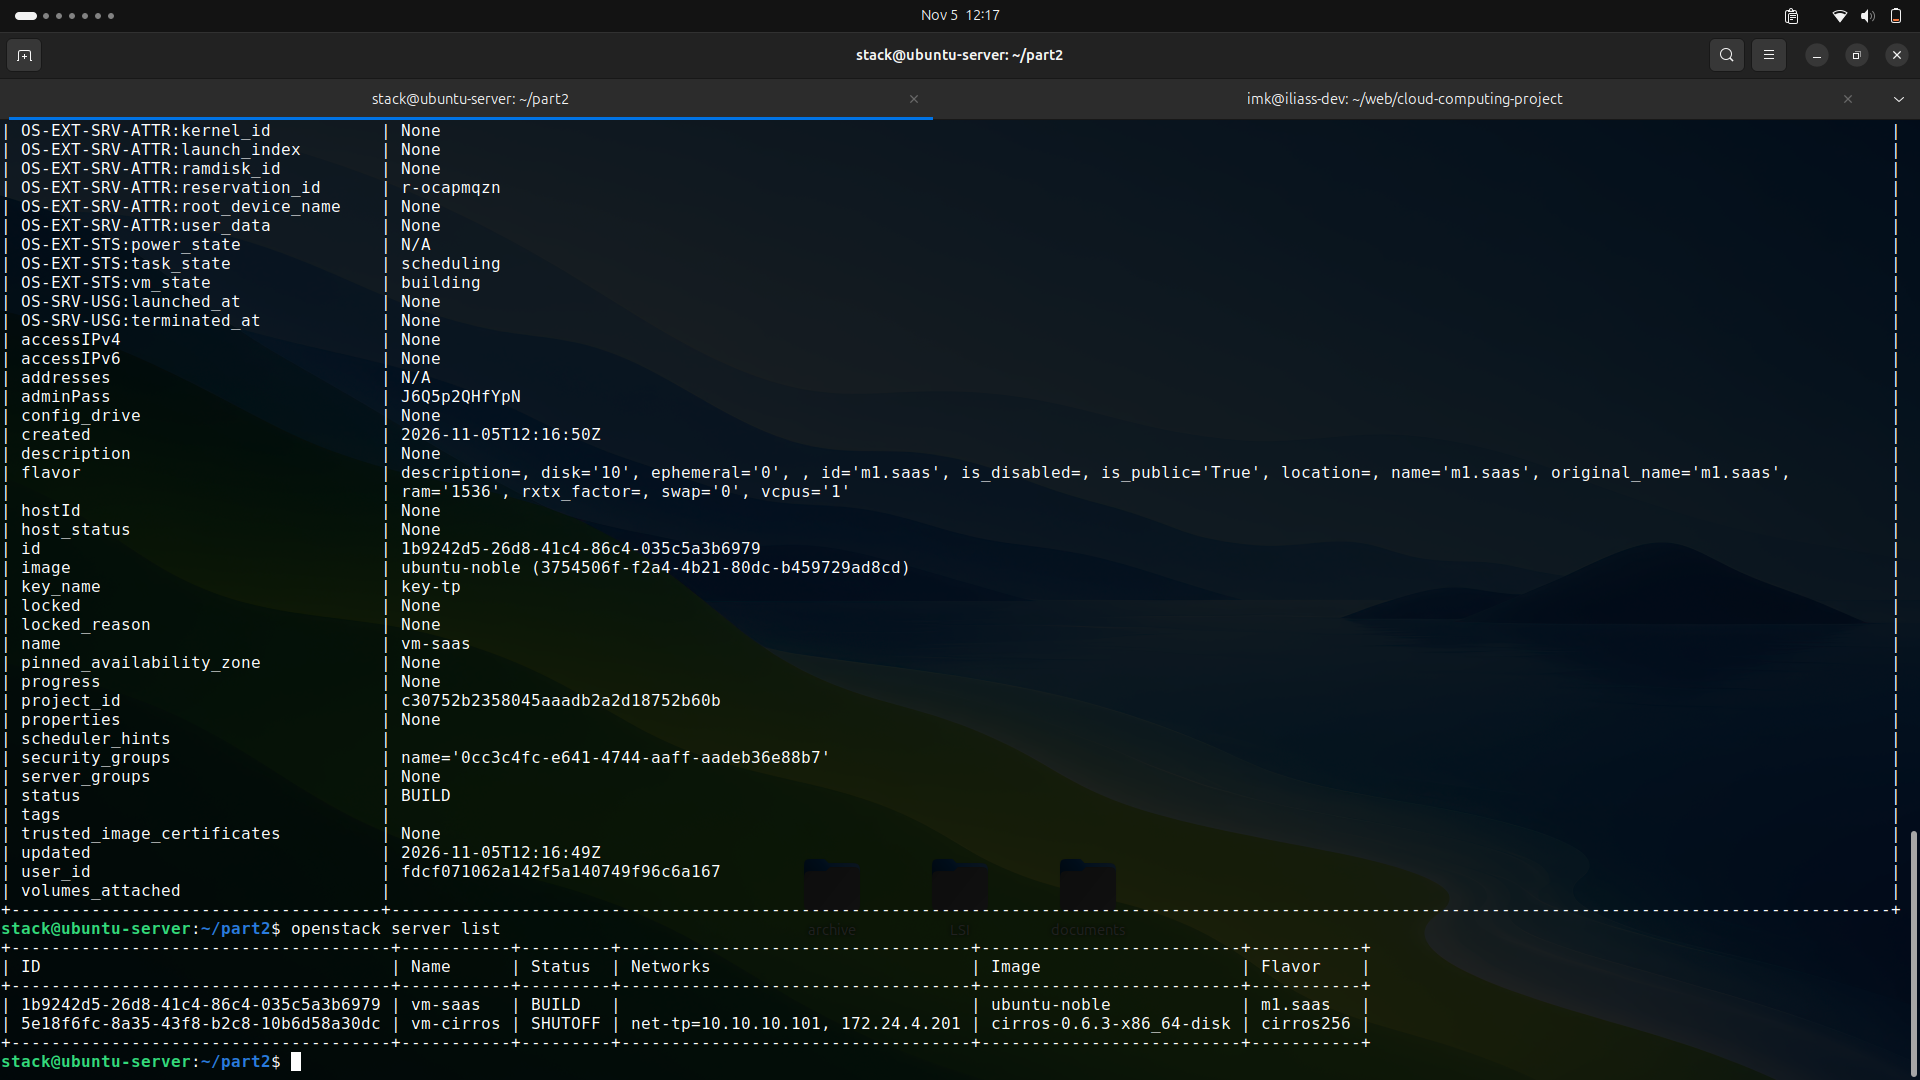 Nov 5 12:17
stack@ubuntu-server: ~/part2
stack@ubuntu-server: ~/part2
imk@iliass-dev: ~/web/cloud-computing-project
| OS-EXT-SRV-ATTR:kernel_id | None |
| OS-EXT-SRV-ATTR:launch_index | None |
| OS-EXT-SRV-ATTR:ramdisk_id | None |
| OS-EXT-SRV-ATTR:reservation_id | r-ocapmqzn |
| OS-EXT-SRV-ATTR:root_device_name | None |
| OS-EXT-SRV-ATTR:user_data | None |
| OS-EXT-STS:power_state | N/A |
| OS-EXT-STS:task_state | scheduling |
| OS-EXT-STS:vm_state | building |
| OS-SRV-USG:launched_at | None |
| OS-SRV-USG:terminated_at | None |
| accessIPv4 | None |
| accessIPv6 | None |
| addresses | N/A |
| adminPass | J6Q5p2QHfYpN |
| config_drive | None |
| created | 2026-11-05T12:16:50Z |
| description | None |
| flavor | description=, disk='10', ephemeral='0', , id='m1.saas', is_disabled=, is_public='True', location=, name='m1.saas', original_name='m1.saas', |
| | ram='1536', rxtx_factor=, swap='0', vcpus='1' |
| hostId | None |
| host_status | None |
| id | 1b9242d5-26d8-41c4-86c4-035c5a3b6979 |
| image | ubuntu-noble (3754506f-f2a4-4b21-80dc-b459729ad8cd) |
| key_name | key-tp |
| locked | None |
| locked_reason | None |
| name | vm-saas |
| pinned_availability_zone | None |
| progress | None |
| project_id | c30752b2358045aaadb2a2d18752b60b |
| properties | None |
| scheduler_hints | |
| security_groups | name='0cc3c4fc-e641-4744-aaff-aadeb36e88b7' |
| server_groups | None |
| status | BUILD |
| tags | |
| trusted_image_certificates | None |
| updated | 2026-11-05T12:16:49Z |
| user_id | fdcf071062a142f5a140749f96c6a167 |
| volumes_attached | |
stack@ubuntu-server:~/part2$ openstack server list
archive LSI documents
| ID | Name | Status | Networks | Image | Flavor |
| 1b9242d5-26d8-41c4-86c4-035c5a3b6979 | vm-saas | BUILD | | ubuntu-noble | m1.saas |
| 5e18f6fc-8a35-43f8-b2c8-10b6d58a30dc | vm-cirros | SHUTOFF | net-tp=10.10.10.101, 172.24.4.201 | cirros-0.6.3-x86_64-disk | cirros256 |
stack@ubuntu-server:~/part2$